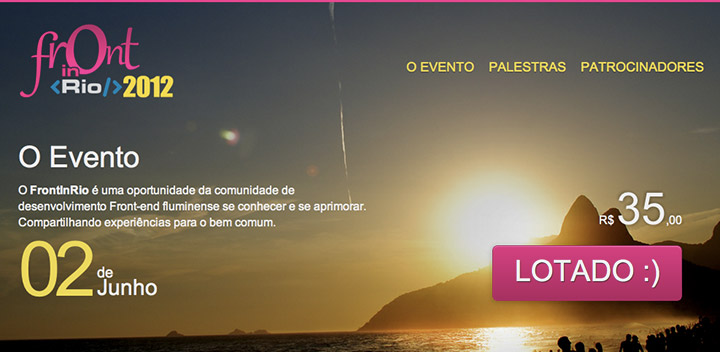 frOnt
in
<Rio/>2012
O EVENTO PALESTRAS PATROCINADORES
O Evento
O FrontInRio é uma oportunidade da comunidade de
desenvolvimento Front-end fluminense se conhecer e se aprimorar.
Compartilhando experiências para o bem comum.
02 de Junho
R$ 35,00
LOTADO :)